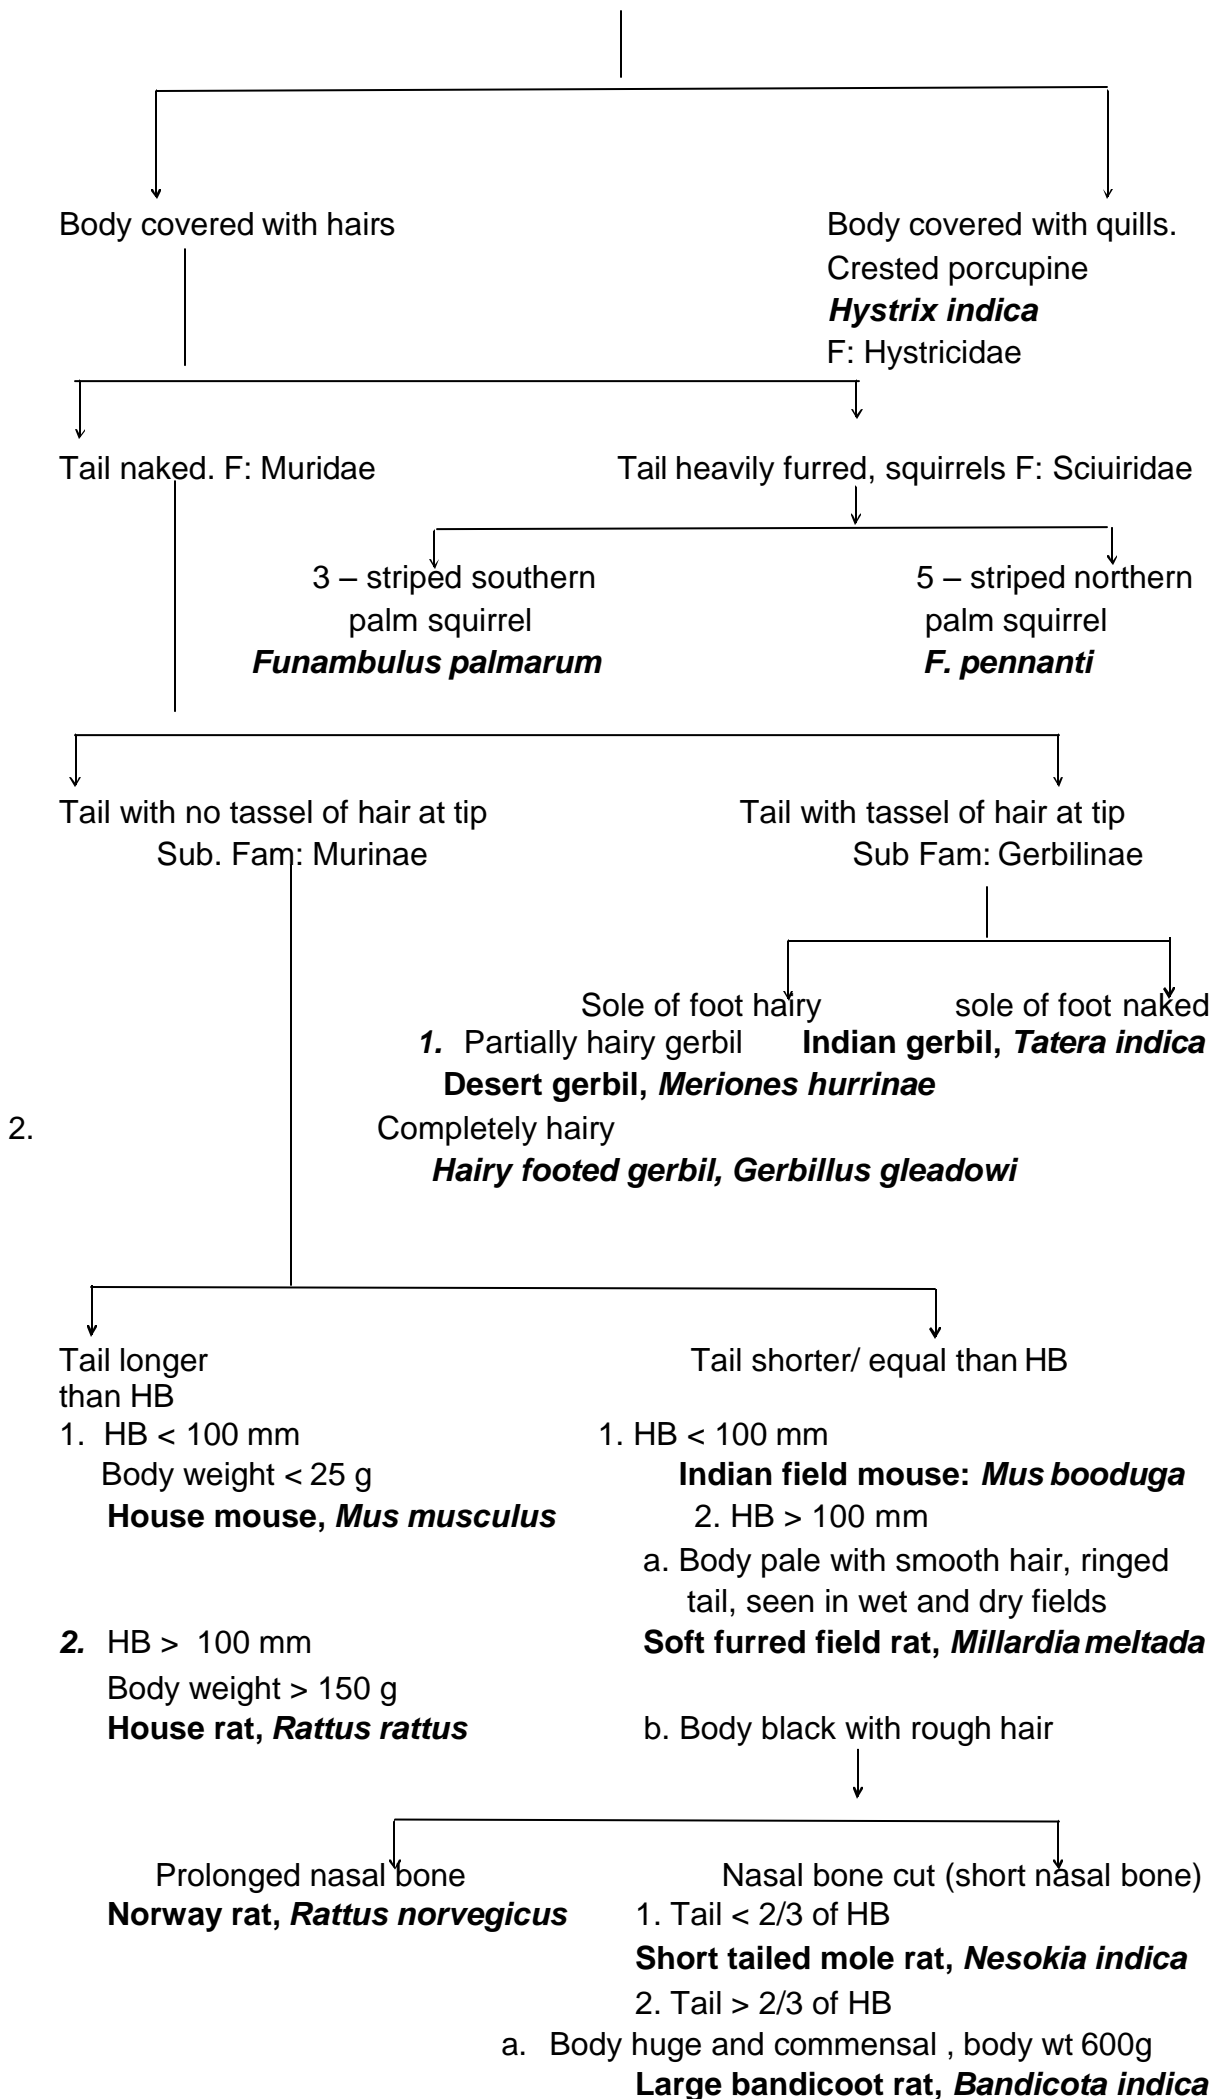 Body covered with hairs
Body covered with quills.
Crested porcupine
Hystrix indica
F: Hystricidae
Tail naked. F: Muridae
Tail heavily furred, squirrels F: Sciuiridae
3 – striped southern
palm squirrel
Funambulus palmarum
5 – striped northern
palm squirrel
F. pennanti
Tail with no tassel of hair at tip
Sub. Fam: Murinae
Tail with tassel of hair at tip
Sub Fam: Gerbilinae
Sole of foot hairy
sole of foot naked
1. Partially hairy gerbil
Indian gerbil, Tatera indica
Desert gerbil, Meriones hurrinae
2. Completely hairy
Hairy footed gerbil, Gerbillus gleadowi
Tail longer
than HB
1. HB < 100 mm
Body weight < 25 g
House mouse, Mus musculus
2. HB > 100 mm
Body weight > 150 g
House rat, Rattus rattus
Tail shorter/ equal than HB
1. HB < 100 mm
Indian field mouse: Mus booduga
2. HB > 100 mm
a. Body pale with smooth hair, ringed
tail, seen in wet and dry fields
Soft furred field rat, Millardia meltada
b. Body black with rough hair
Prolonged nasal bone
Norway rat, Rattus norvegicus
Nasal bone cut (short nasal bone)
1. Tail < 2/3 of HB
Short tailed mole rat, Nesokia indica
2. Tail > 2/3 of HB
a. Body huge and commensal , body wt 600g
Large bandicoot rat, Bandicota indica